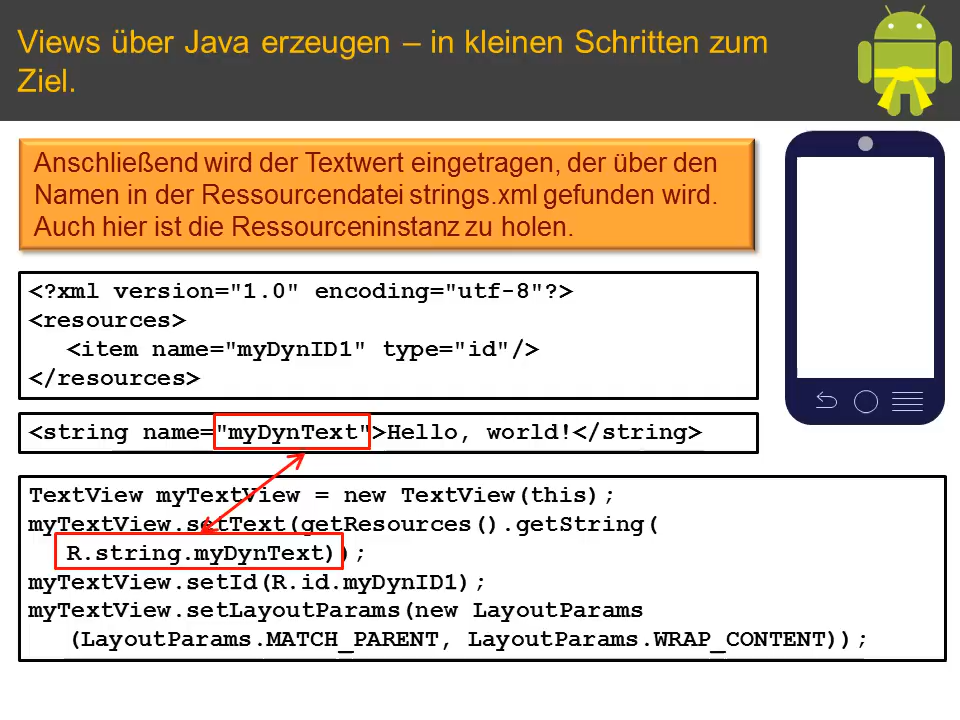 Views über Java erzeugen – in kleinen Schritten zum
Ziel.
Anschließend wird der Textwert eingetragen, der über den
Namen in der Ressourcendatei strings.xml gefunden wird.
Auch hier ist die Ressourceninstanz zu holen.
<?xml version="1.0" encoding="utf-8"?>
<resources>
<item name="myDynID1" type="id"/>
</resources>
<string name="myDynText">Hello, world!</string>
TextView myTextView = new TextView(this);
myTextView.setText(getResources().getString(
R.string.myDynText));
myTextView.setId(R.id.myDynID1);
myTextView.setLayoutParams(new LayoutParams
(LayoutParams.MATCH_PARENT, LayoutParams.WRAP_CONTENT));